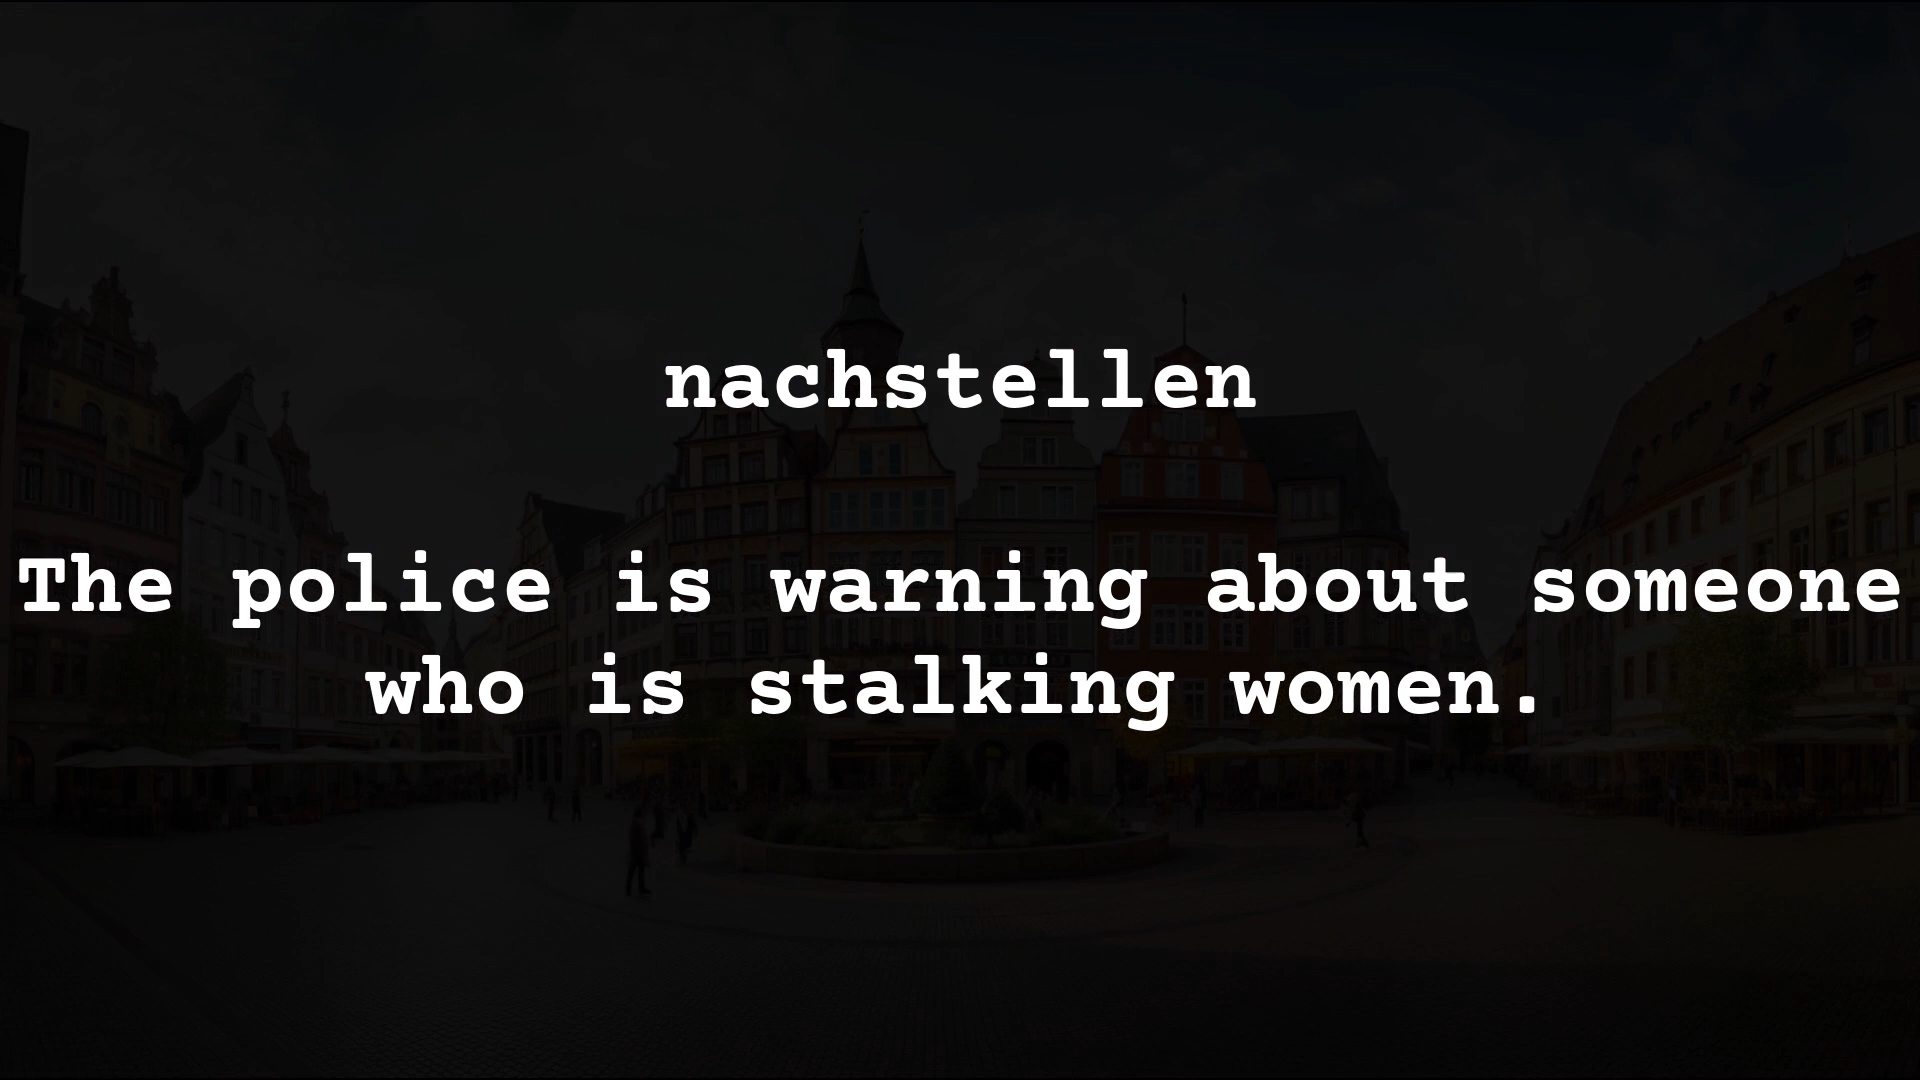 nachstellen
The police is warning about someone
who is stalking women.